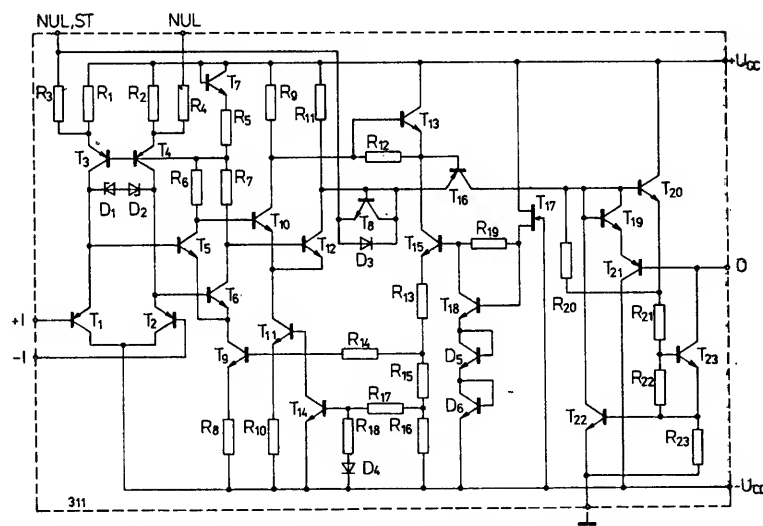 NUL,ST NUL
+UCC
R3 R1 R2 R4 T7 R9 R11
R5 T13
R12
T3 T4 R6 R7 T16 T17 T20
D1 D2 T10 T8 T19
T5 T12 D3 T15 R19 T21 0
R20
T6 R13 T18 R21
+I T1 T2 T11 T23
-I T9 R14 D5 R22
R15
T14 R17 D6 T22
R8 R10 R18 R16 R23
D4
311 -UCC